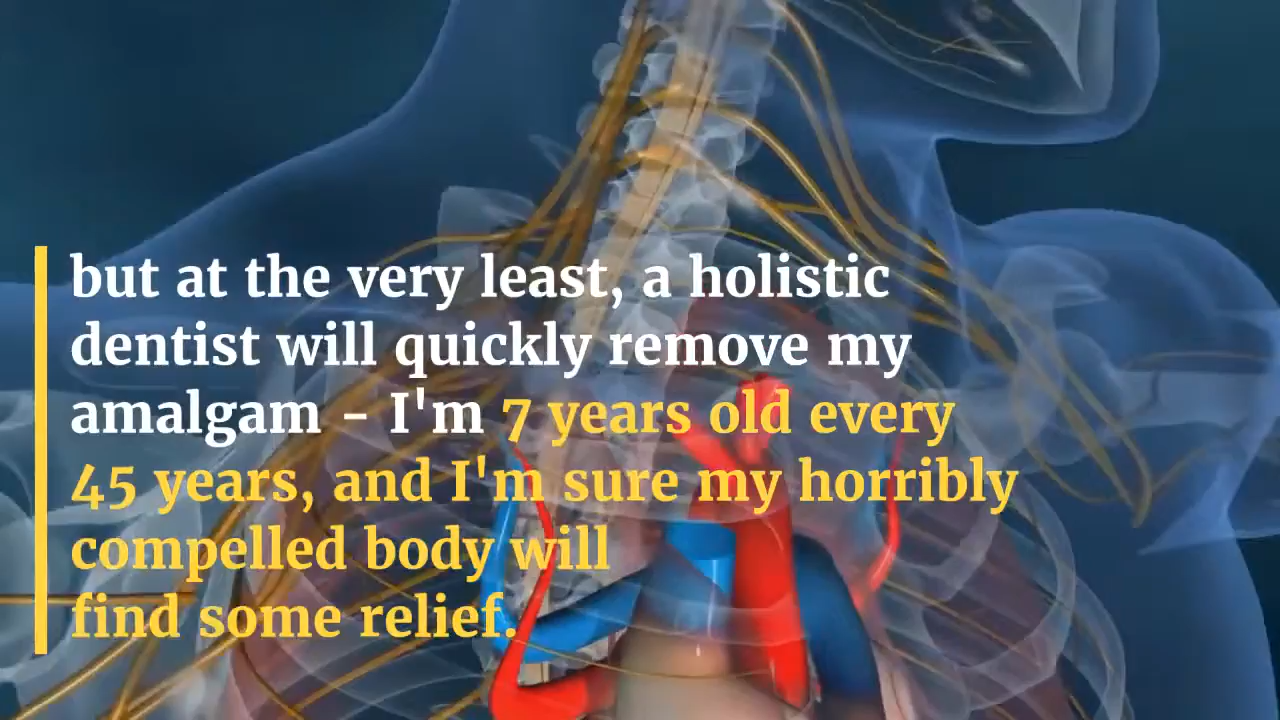 but at the very least, a holistic
dentist will quickly remove my
amalgam - I'm 7 years old every
45 years, and I'm sure my horribly
compelled body will
find some relief.